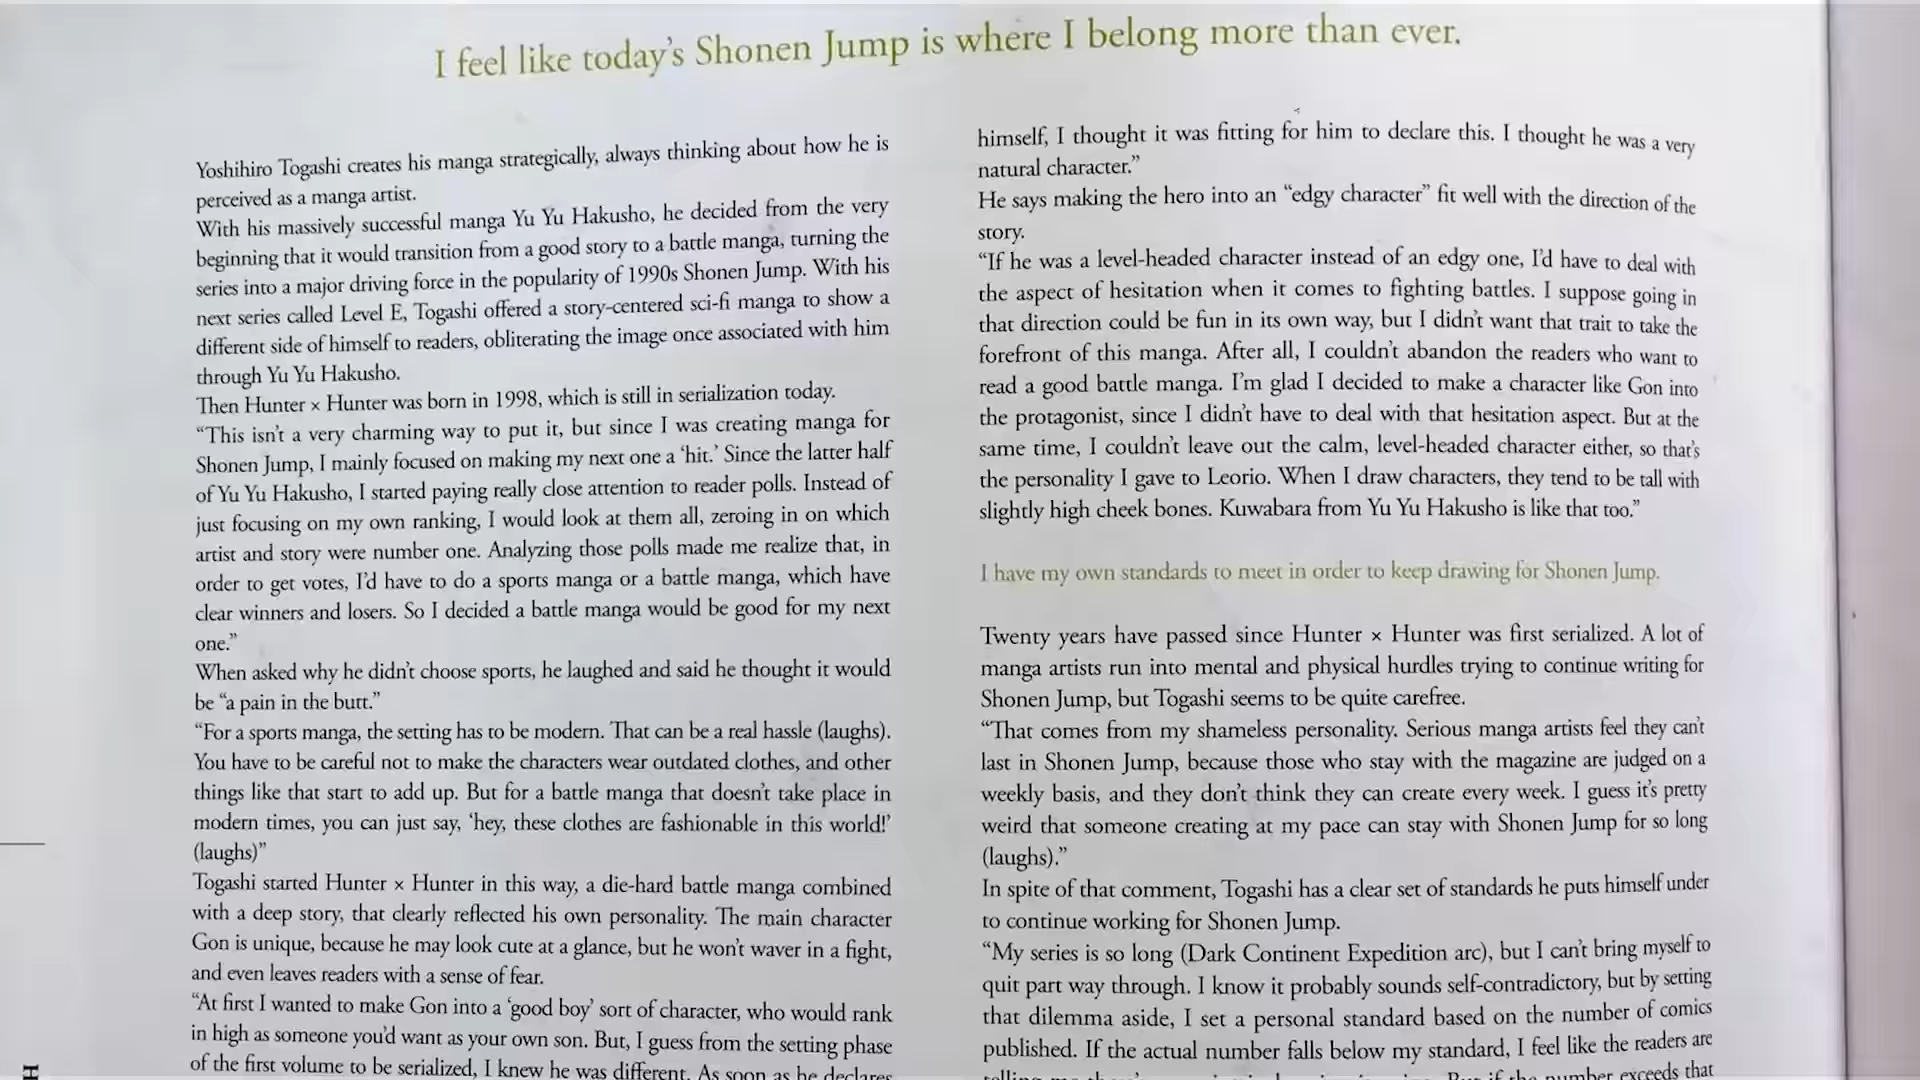 I feel like today's Shonen Jump is where I belong more than ever.
Yoshihiro Togashi creates his manga strategically, always thinking about how he is
perceived as a manga artist.
With his massively successful manga Yu Yu Hakusho, he decided from the very
beginning that it would transition from a good story to a battle manga, turning the
series into a major driving force in the popularity of 1990s Shonen Jump. With his
next series called Level E, Togashi offered a story-centered sci-fi manga to show a
different side of himself to readers, obliterating the image once associated with him
through Yu Yu Hakusho.
Then Hunter × Hunter was born in 1998, which is still in serialization today.
“This isn’t a very charming way to put it, but since I was creating manga for
Shonen Jump, I mainly focused on making my next one a ‘hit.’ Since the latter half
of Yu Yu Hakusho, I started paying really close attention to reader polls. Instead of
just focusing on my own ranking, I would look at them all, zeroing in on which
artist and story were number one. Analyzing those polls made me realize that, in
order to get votes, I’d have to do a sports manga or a battle manga, which have
clear winners and losers. So I decided a battle manga would be good for my next
one.”
When asked why he didn’t choose sports, he laughed and said he thought it would
be “a pain in the butt.”
“For a sports manga, the setting has to be modern. That can be a real hassle (laughs).
You have to be careful not to make the characters wear outdated clothes, and other
things like that start to add up. But for a battle manga that doesn’t take place in
modern times, you can just say, ‘hey, these clothes are fashionable in this world!’
(laughs)”
Togashi started Hunter × Hunter in this way, a die-hard battle manga combined
with a deep story, that clearly reflected his own personality. The main character
Gon is unique, because he may look cute at a glance, but he won’t waver in a fight,
and even leaves readers with a sense of fear.
“At first I wanted to make Gon into a ‘good boy’ sort of character, who would rank
in high as someone you’d want as your own son. But, I guess from the setting phase
of the first volume to be serialized, I knew he was different. As soon as he declares
himself, I thought it was fitting for him to declare this. I thought he was a very
natural character.”
He says making the hero into an “edgy character” fit well with the direction of the
story.
“If he was a level-headed character instead of an edgy one, I’d have to deal with
the aspect of hesitation when it comes to fighting battles. I suppose going in
that direction could be fun in its own way, but I didn’t want that trait to take the
forefront of this manga. After all, I couldn’t abandon the readers who want to
read a good battle manga. I’m glad I decided to make a character like Gon into
the protagonist, since I didn’t have to deal with that hesitation aspect. But at the
same time, I couldn’t leave out the calm, level-headed character either, so that’s
the personality I gave to Leorio. When I draw characters, they tend to be tall with
slightly high cheek bones. Kuwabara from Yu Yu Hakusho is like that too.”
I have my own standards to meet in order to keep drawing for Shonen Jump.
Twenty years have passed since Hunter × Hunter was first serialized. A lot of
manga artists run into mental and physical hurdles trying to continue writing for
Shonen Jump, but Togashi seems to be quite carefree.
“That comes from my shameless personality. Serious manga artists feel they can’t
last in Shonen Jump, because those who stay with the magazine are judged on a
weekly basis, and they don’t think they can create every week. I guess it’s pretty
weird that someone creating at my pace can stay with Shonen Jump for so long
(laughs).”
In spite of that comment, Togashi has a clear set of standards he puts himself under
to continue working for Shonen Jump.
“My series is so long (Dark Continent Expedition arc), but I can’t bring myself to
quit part way through. I know it probably sounds self-contradictory, but by setting
that dilemma aside, I set a personal standard based on the number of comics
published. If the actual number falls below my standard, I feel like the readers are
if the number exceeds that
H